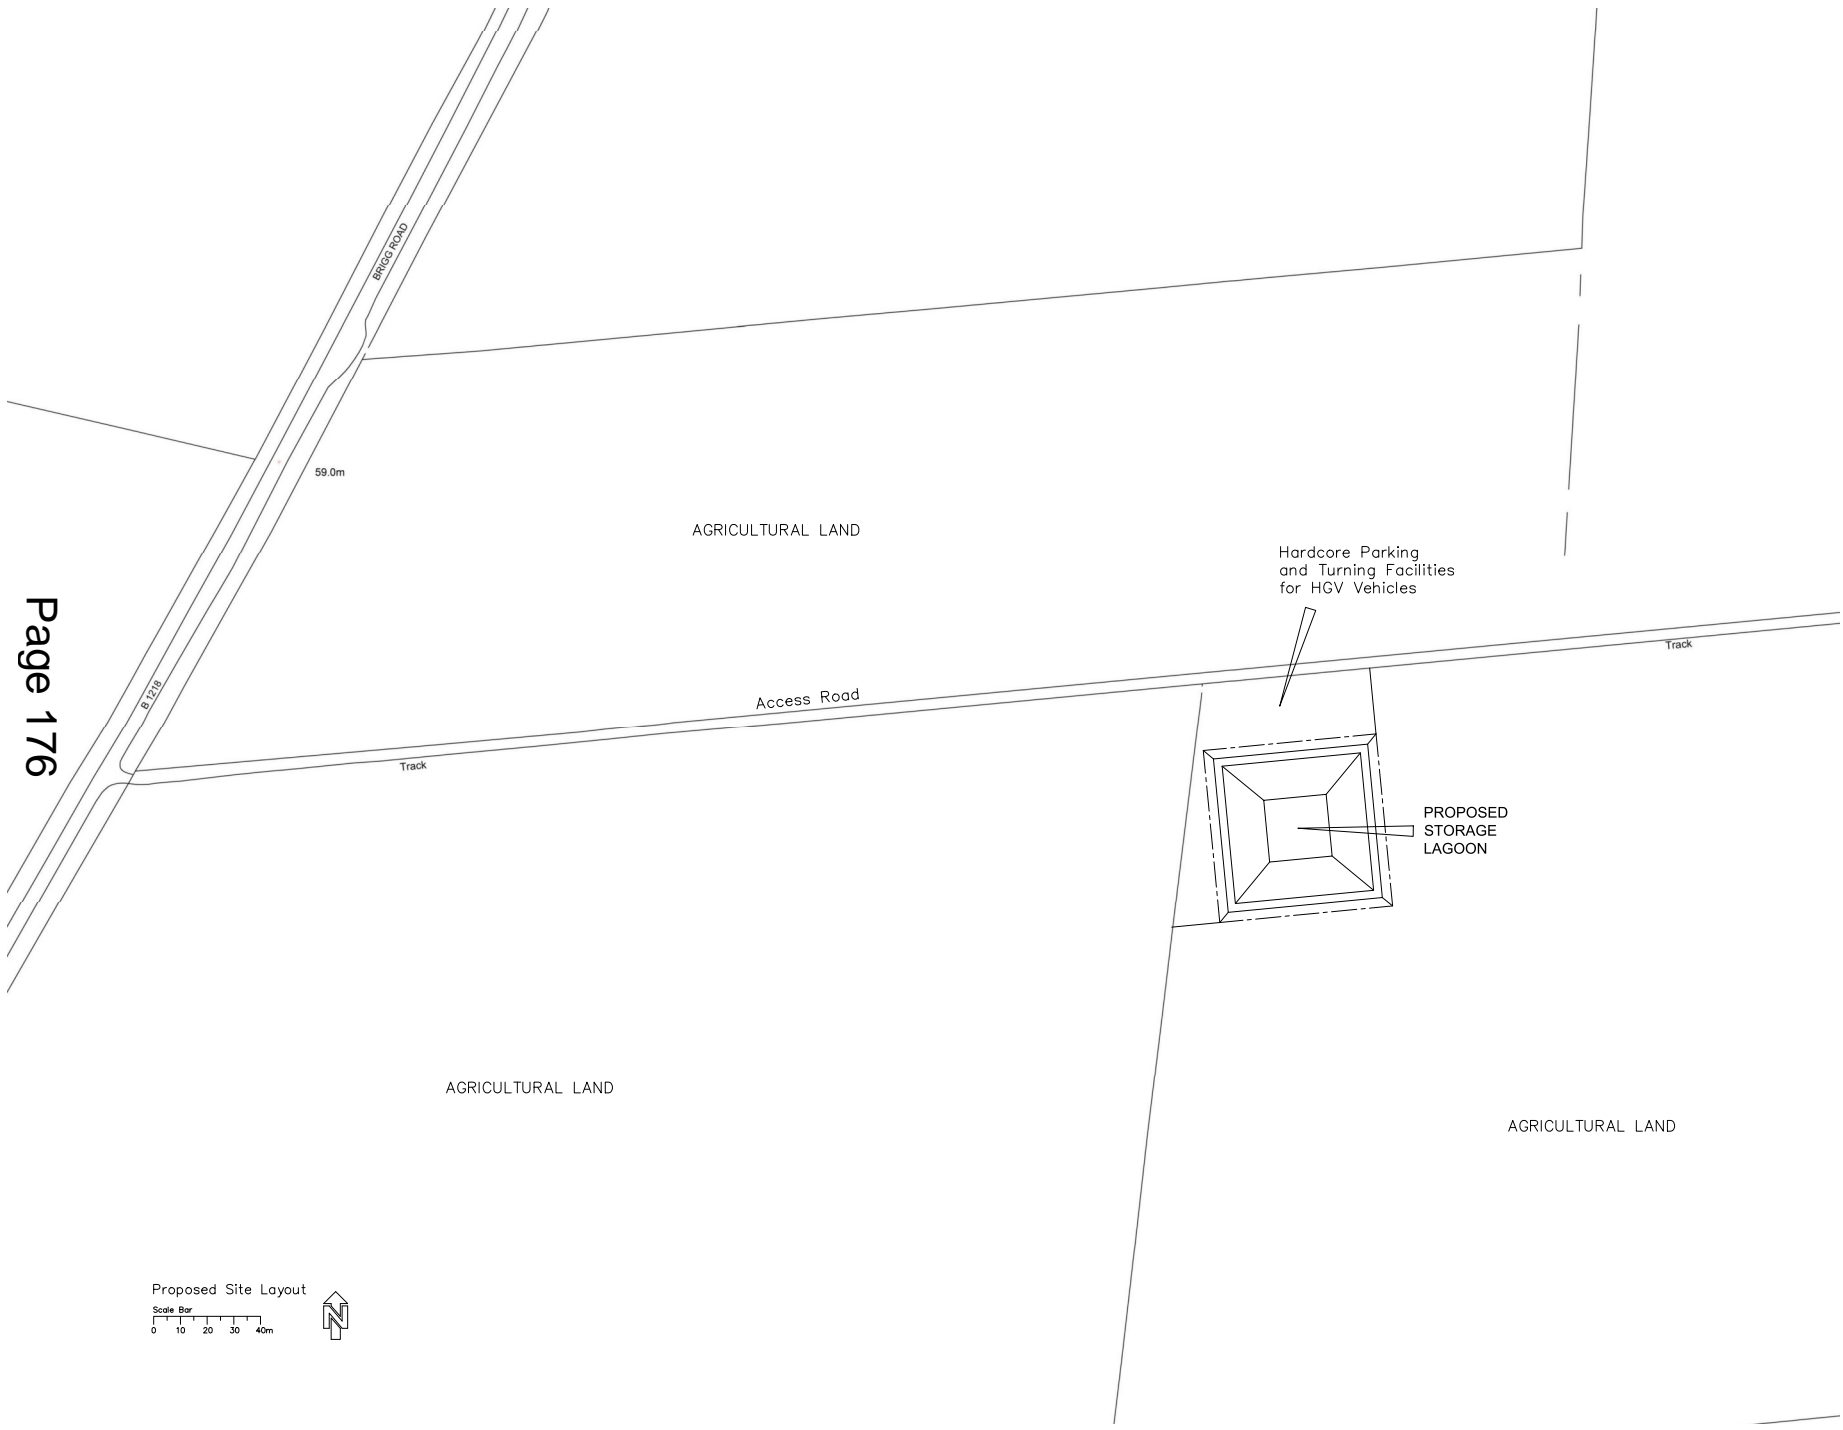 BRIGG ROAD
59.0m
AGRICULTURAL LAND
Hardcore Parking
and Turning Facilities
for HGV Vehicles
Page 176
B 1218
Track
Access Road
Track
PROPOSED
STORAGE
LAGOON
AGRICULTURAL LAND
AGRICULTURAL LAND
Proposed Site Layout
Scale Bar
0 10 20 30 40m
N